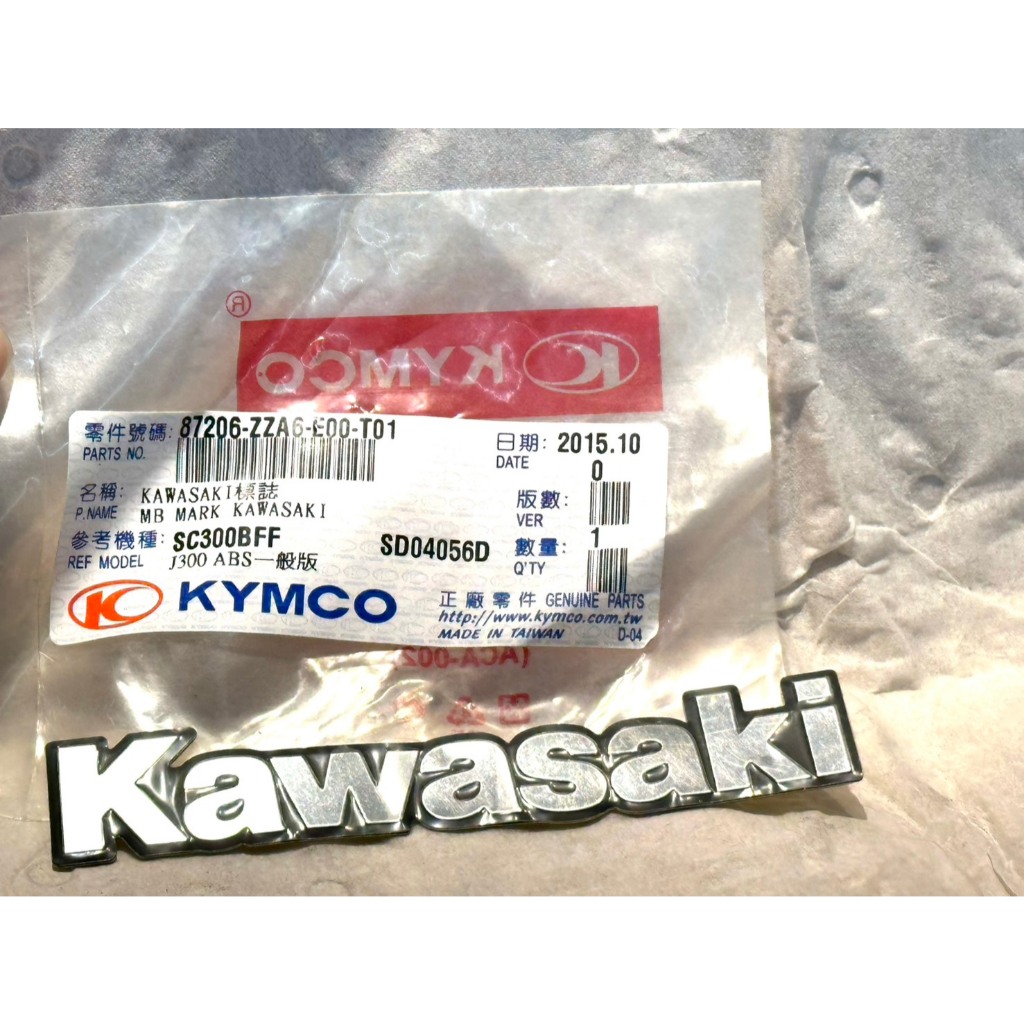 ®
KYMCO
零件號碼: 87206-ZZA6-E00-T01
PARTS NO.
日期: 2015.10
DATE
0
名稱: KAWASAKI標誌
P.NAME MB MARK KAWASAKI
版數:
VER
參考機種: SC300BFF SD04056D
REF MODEL J300 ABS一般版
數量: 1
Q'TY
KYMCO
正廠零件 GENUINE PARTS
http://www.kymco.com.tw
MADE IN TAIWAN D-04
(ACA-002)
Kawasaki